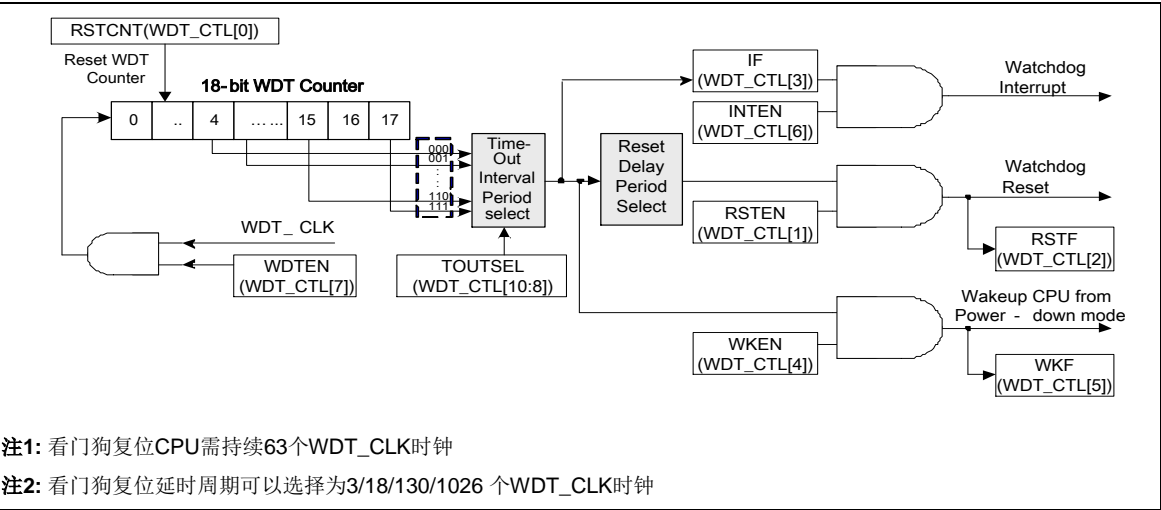 RSTCNT(WDT_CTL[0])
Reset WDT
Counter
18-bit WDT Counter
0 .. 4 ... ... 15 16 17
000
001
:
:
110
111
Time-
Out
Interval
Period
select
Reset
Delay
Period
Select
IF
(WDT_CTL[3])
INTEN
(WDT_CTL[6])
Watchdog
Interrupt
RSTEN
(WDT_CTL[1])
Watchdog
Reset
RSTF
(WDT_CTL[2])
WDT_ CLK
WDTEN
(WDT_CTL[7])
TOUTSEL
(WDT_CTL[10:8])
WKEN
(WDT_CTL[4])
Wakeup CPU from
Power - down mode
WKF
(WDT_CTL[5])
注1: 看门狗复位CPU需持续63个WDT_CLK时钟
注2: 看门狗复位延时周期可以选择为3/18/130/1026 个WDT_CLK时钟